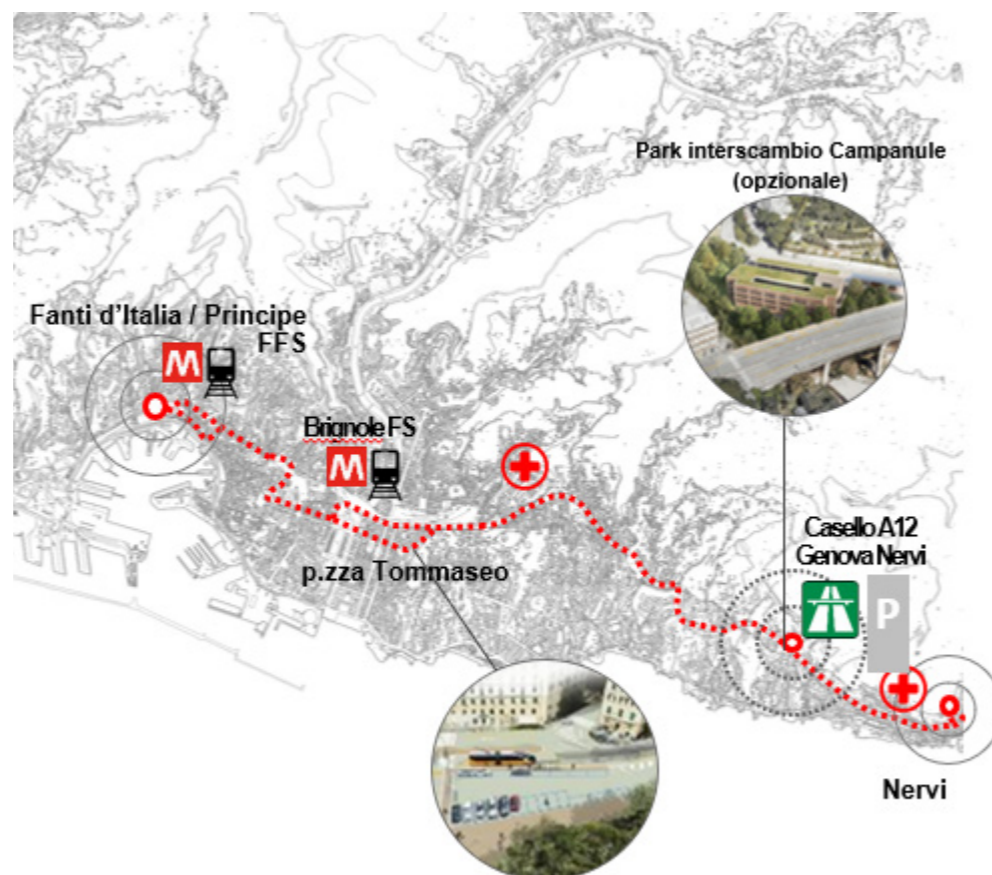 Park interscambio Campanule
(opzionale)
Fanti d'Italia / Principe
FFS
M
Brignole FS
M
p.zza Tommaseo
Casello A12
Genova Nervi
P
Nervi